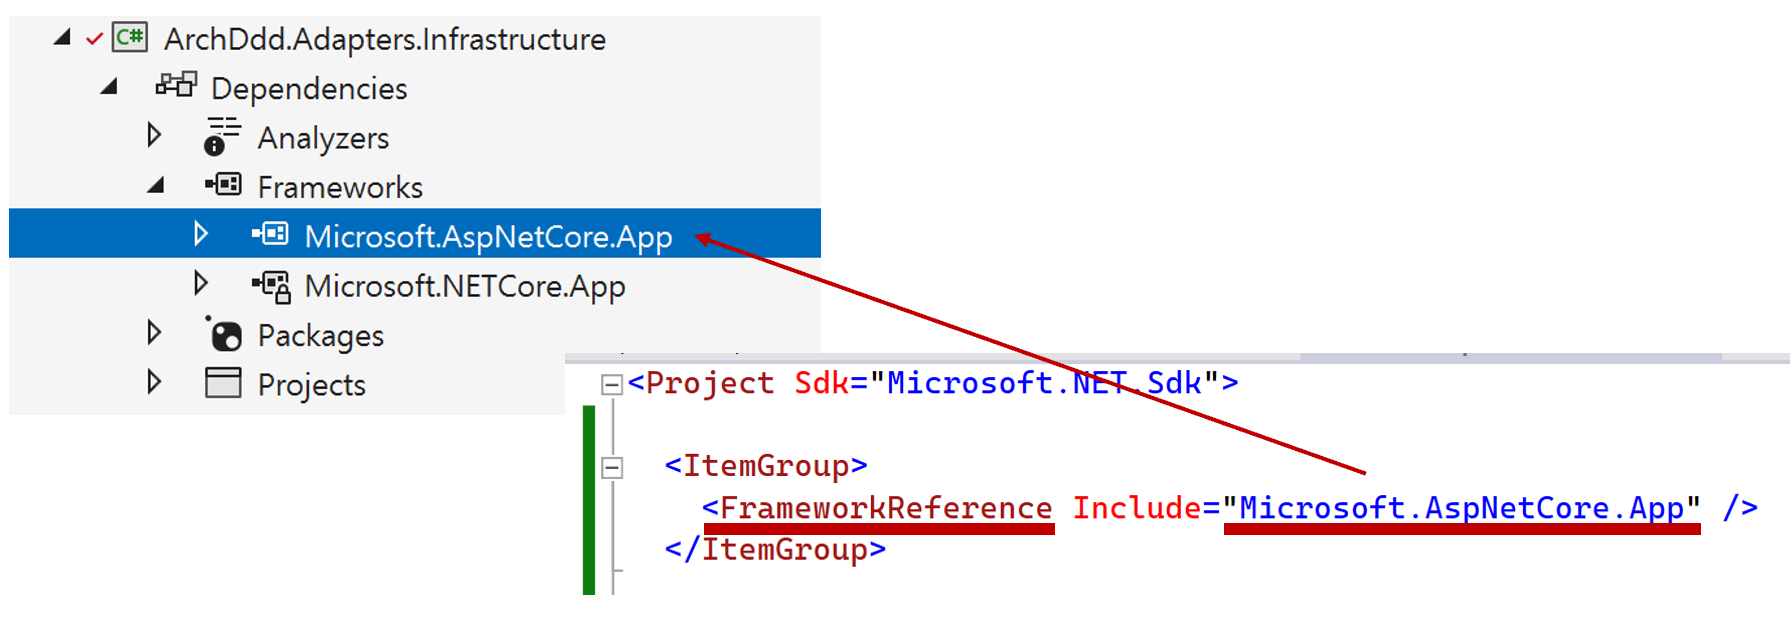 C# ArchDdd.Adapters.Infrastructure
Dependencies
Analyzers
Frameworks
Microsoft.AspNetCore.App
Microsoft.NETCore.App
Packages
Projects
<Project Sdk="Microsoft.NET.Sdk">
<ItemGroup>
<FrameworkReference Include="Microsoft.AspNetCore.App" />
</ItemGroup>